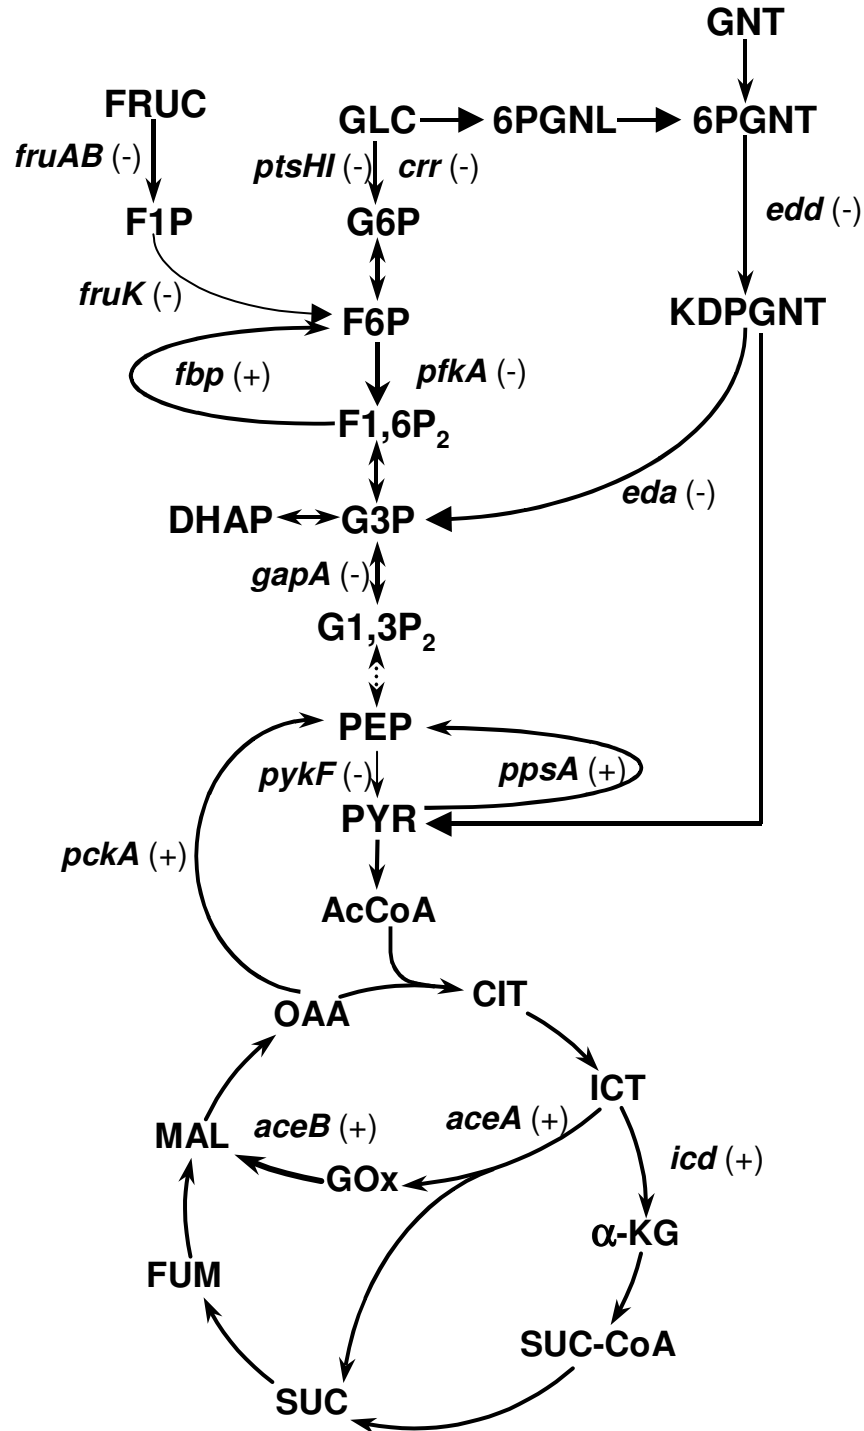 GNT
FRUC
GLC 6PGNL 6PGNT
fruAB (-)
ptsHI (-) crr (-)
F1P G6P
edd (-)
fruK (-)
F6P
KDPGNT
fbp (+)
pfkA (-)
F1,6P2
eda (-)
DHAP G3P
gapA (-)
G1,3P2
PEP
pykF (-)
ppsA (+)
PYR
pckA (+)
AcCoA
CIT
OAA
ICT
aceB (+)
aceA (+)
MAL
icd (+)
GOx
α-KG
FUM
SUC-CoA
SUC